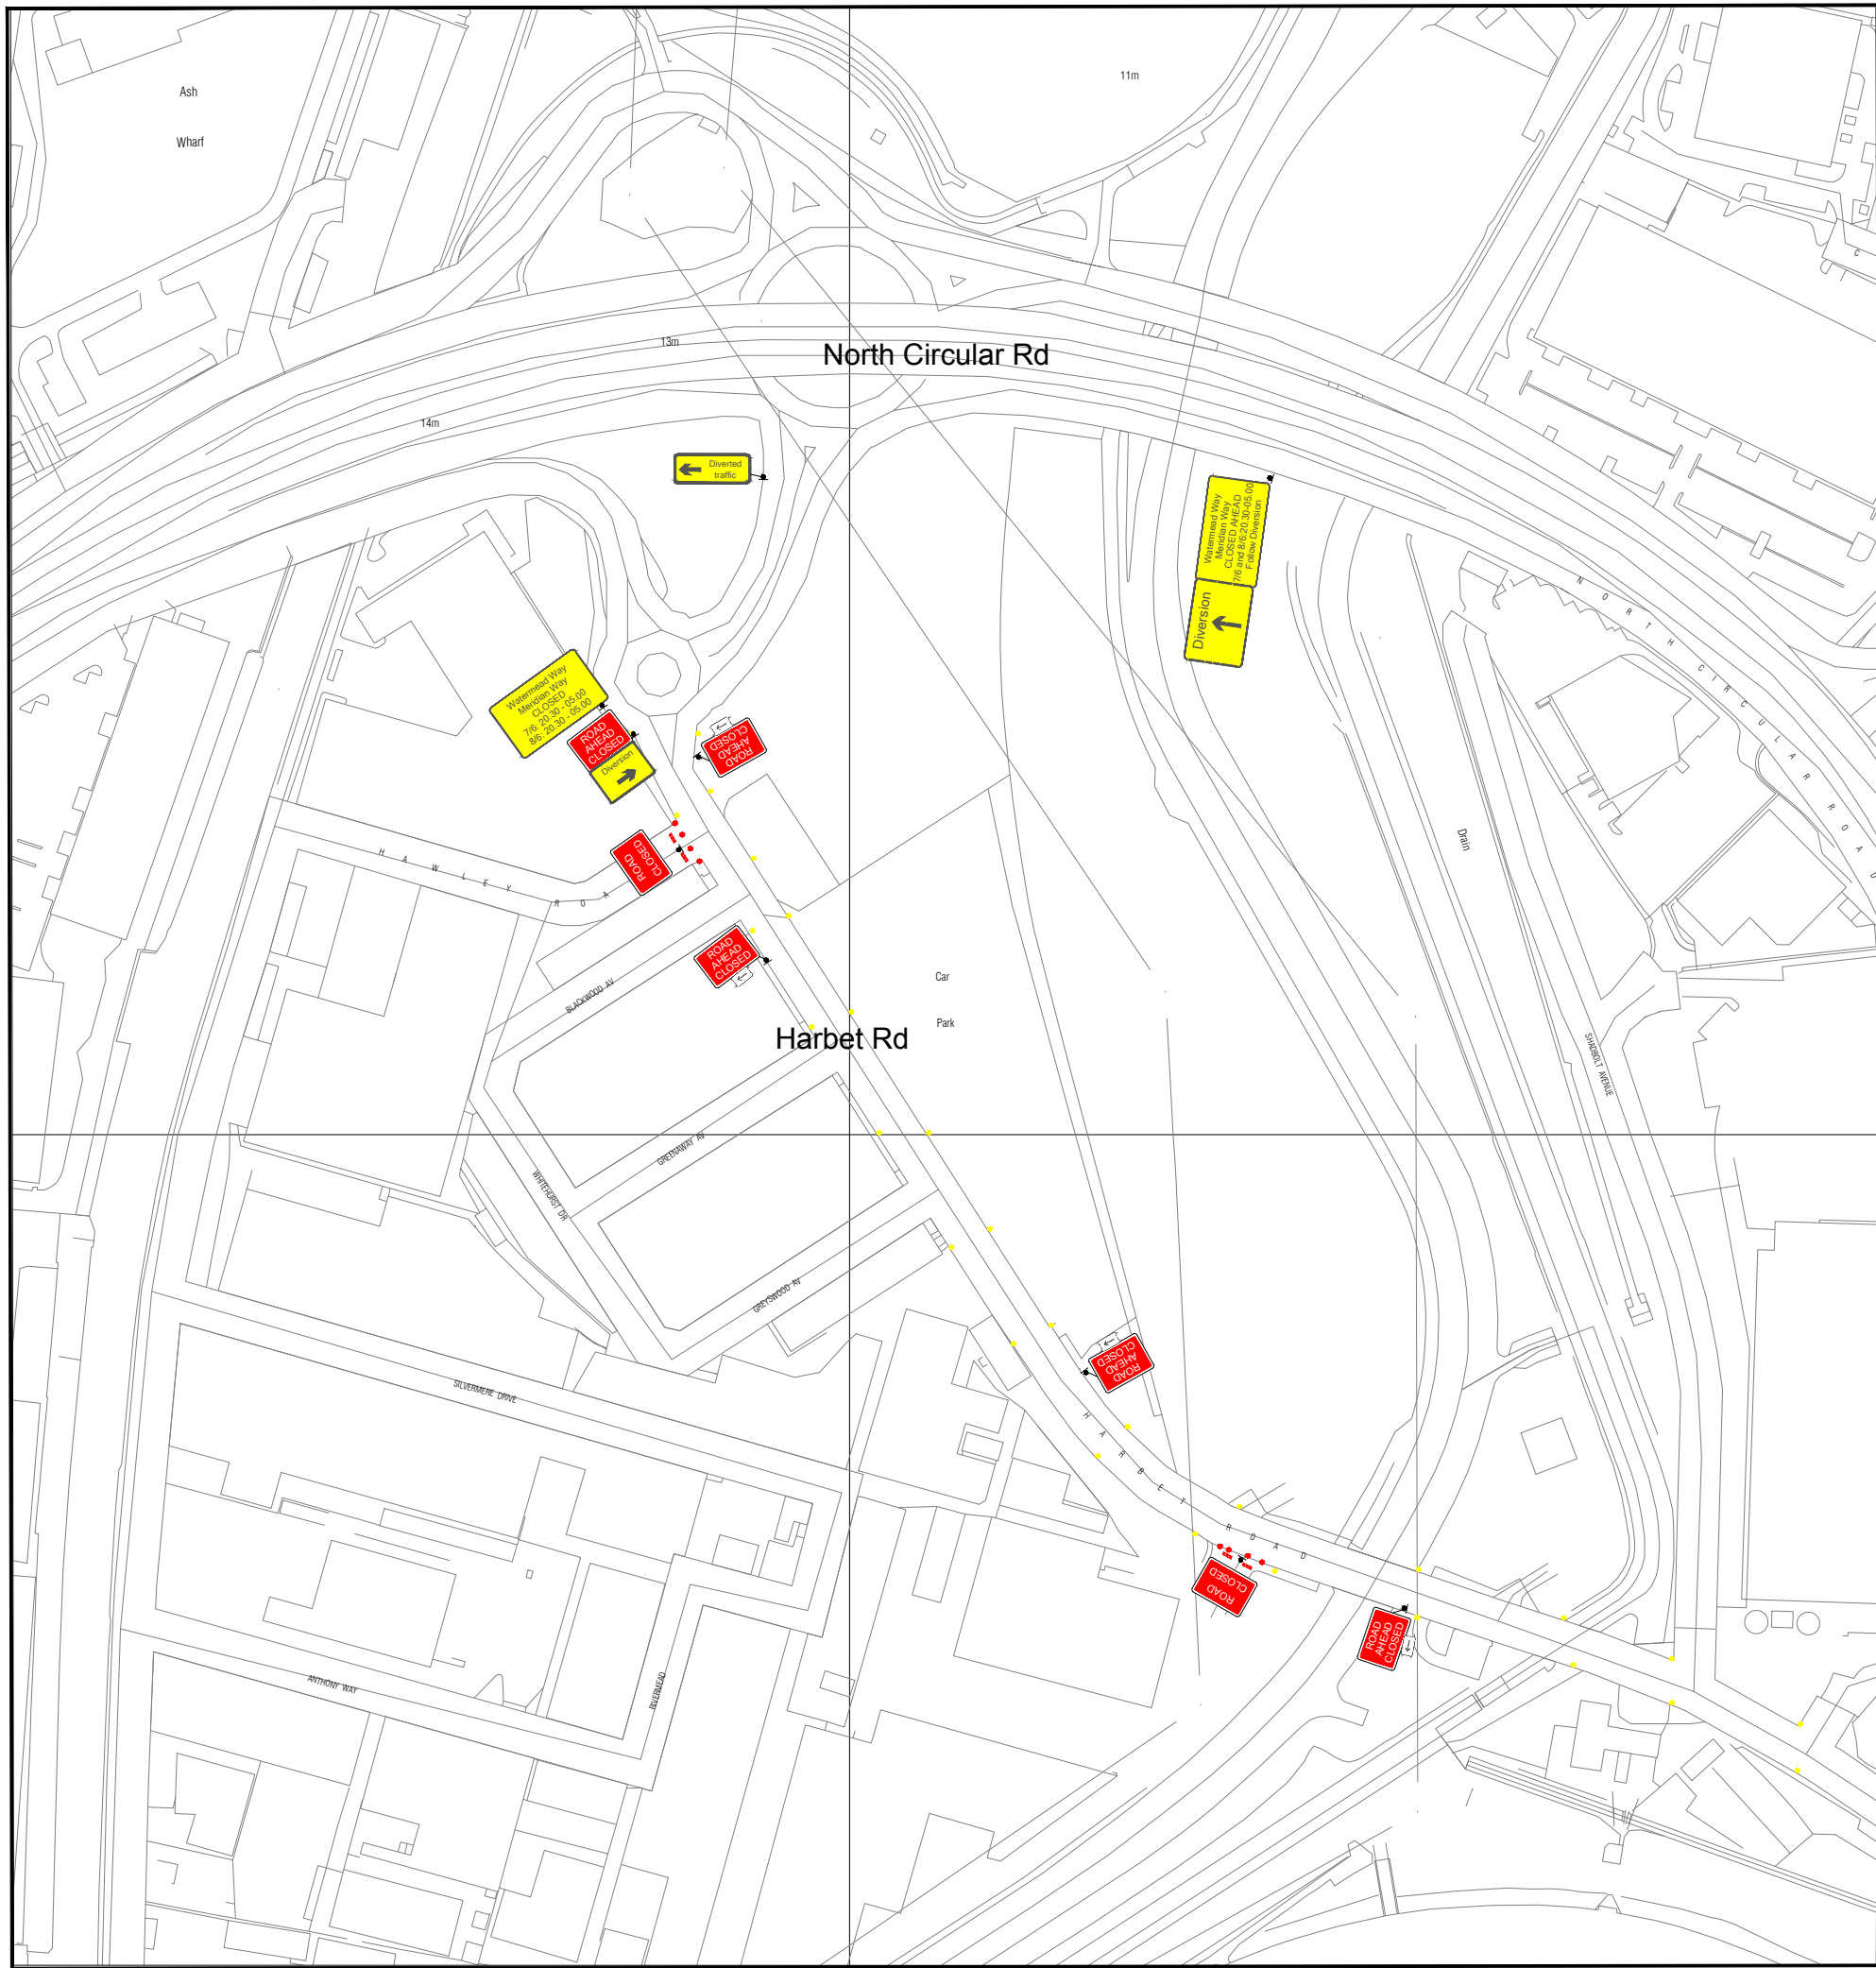 11m
Ash
Wharf
C
13m
North Circular Rd
14m
Diverted
traffic
Watermead Way
Meridian Way
CLOSED AHEAD
7/6 and 8/6:20.30-05.00
Follow Diversion
Diversion
NORTH CIRCULAR ROAD
Watermead Way
Meridian Way
CLOSED
7/6: 20.30 - 05.00
8/6: 20.30 - 05.00
ROAD
AHEAD
CLOSED
Diversion
ROAD
AHEAD
CLOSED
Drain
HAWLEY ROA
ROAD
CLOSED
ROAD
AHEAD
CLOSED
BLACKWOOD AV
Car
Park
Harbet Rd
SHADBOLT AVENUE
GREENAWAY AV
WHITEHURST DR
GREYSWOOD AV
ROAD
AHEAD
CLOSED
SILVERMERE DRIVE
HARBET ROAD
ROAD
CLOSED
ROAD
AHEAD
CLOSED
ANTHONY WAY
RIVERMEAD